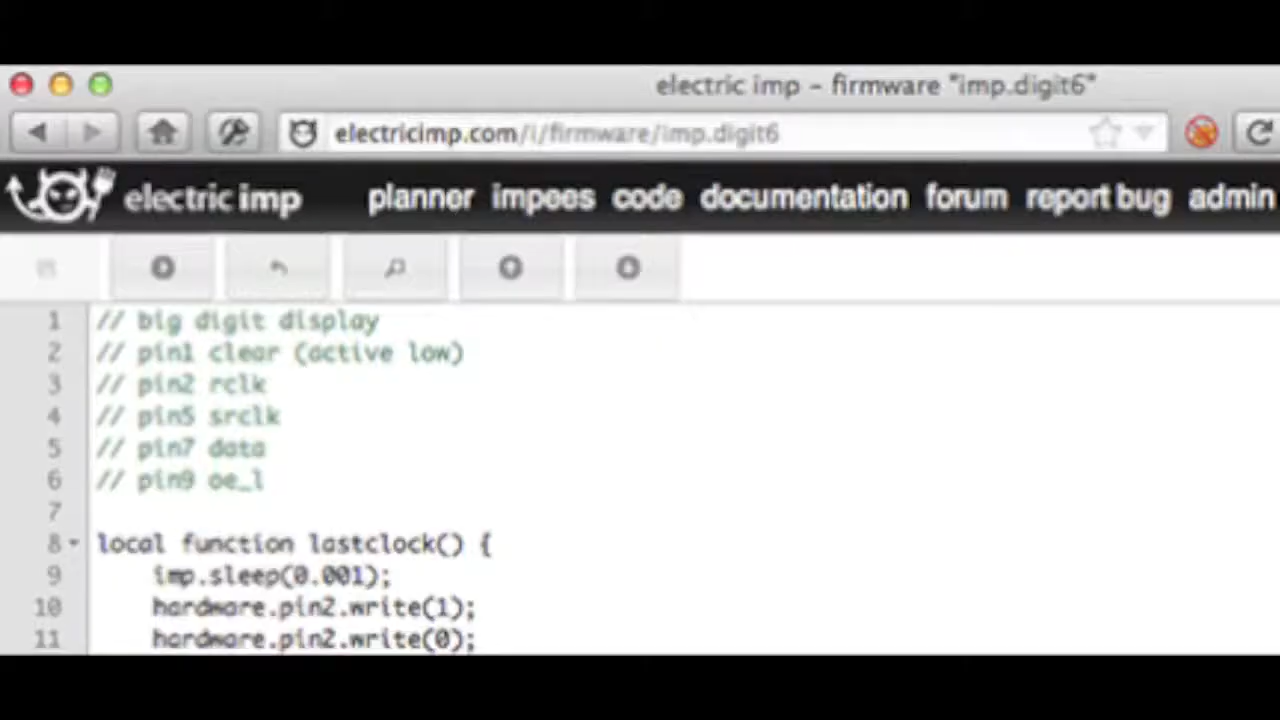 electric imp – firmware "imp.digit6"
electricimp.com/i/firmware/imp.digit6
electric imp planner impees code documentation forum report bug admin
1 // big digit display
2 // pin1 clear (active low)
3 // pin2 rclk
4 // pin5 srclk
5 // pin7 data
6 // pin9 oe_l
7
8 local function lastclock() {
9 imp.sleep(0.001);
10 hardware.pin2.write(1);
11 hardware.pin2.write(0);